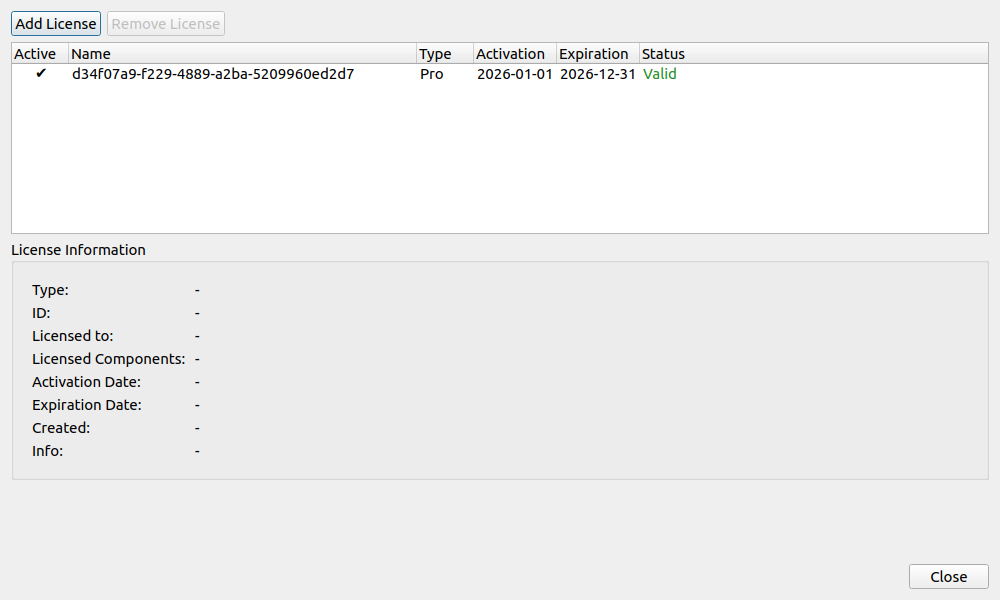 Add License Remove License
Active Name Type Activation Expiration Status
✔ d34f07a9-f229-4889-a2ba-5209960ed2d7 Pro 2026-01-01 2026-12-31 Valid
License Information
Type: -
ID: -
Licensed to: -
Licensed Components: -
Activation Date: -
Expiration Date: -
Created: -
Info: -
Close